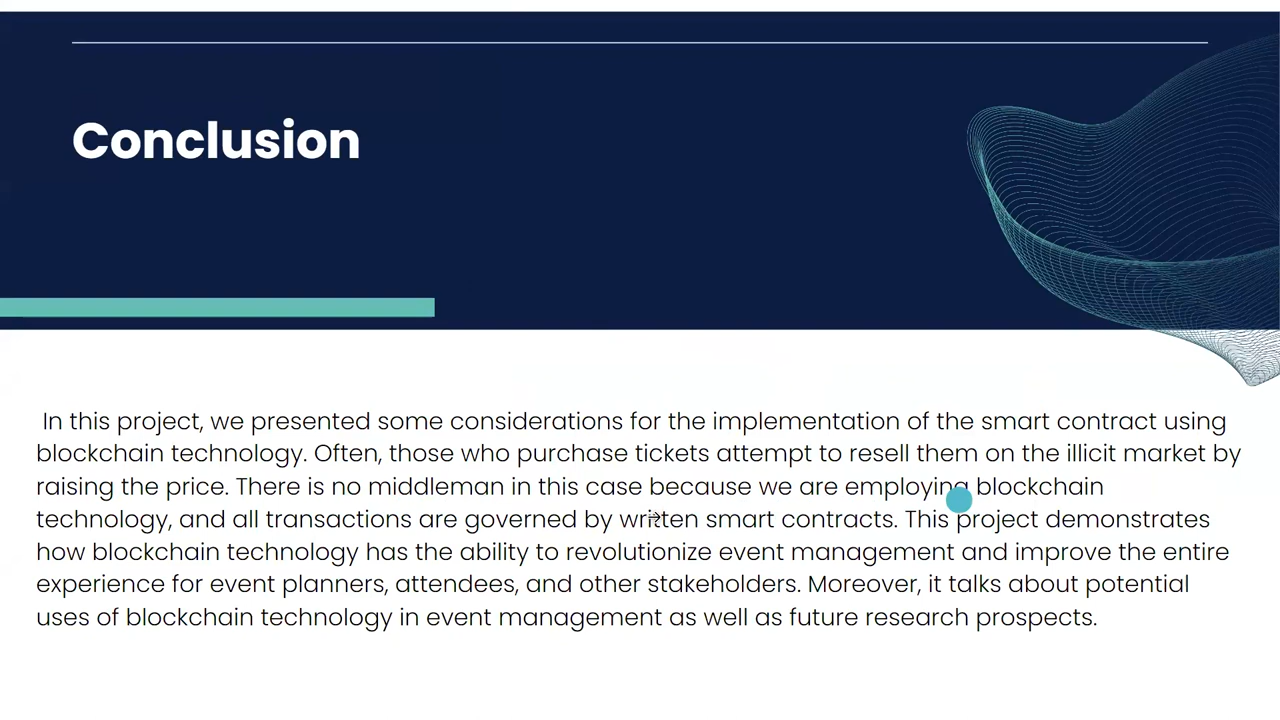 Conclusion
In this project, we presented some considerations for the implementation of the smart contract using
blockchain technology. Often, those who purchase tickets attempt to resell them on the illicit market by
raising the price. There is no middleman in this case because we are employing blockchain
technology, and all transactions are governed by written smart contracts. This project demonstrates
how blockchain technology has the ability to revolutionize event management and improve the entire
experience for event planners, attendees, and other stakeholders. Moreover, it talks about potential
uses of blockchain technology in event management as well as future research prospects.